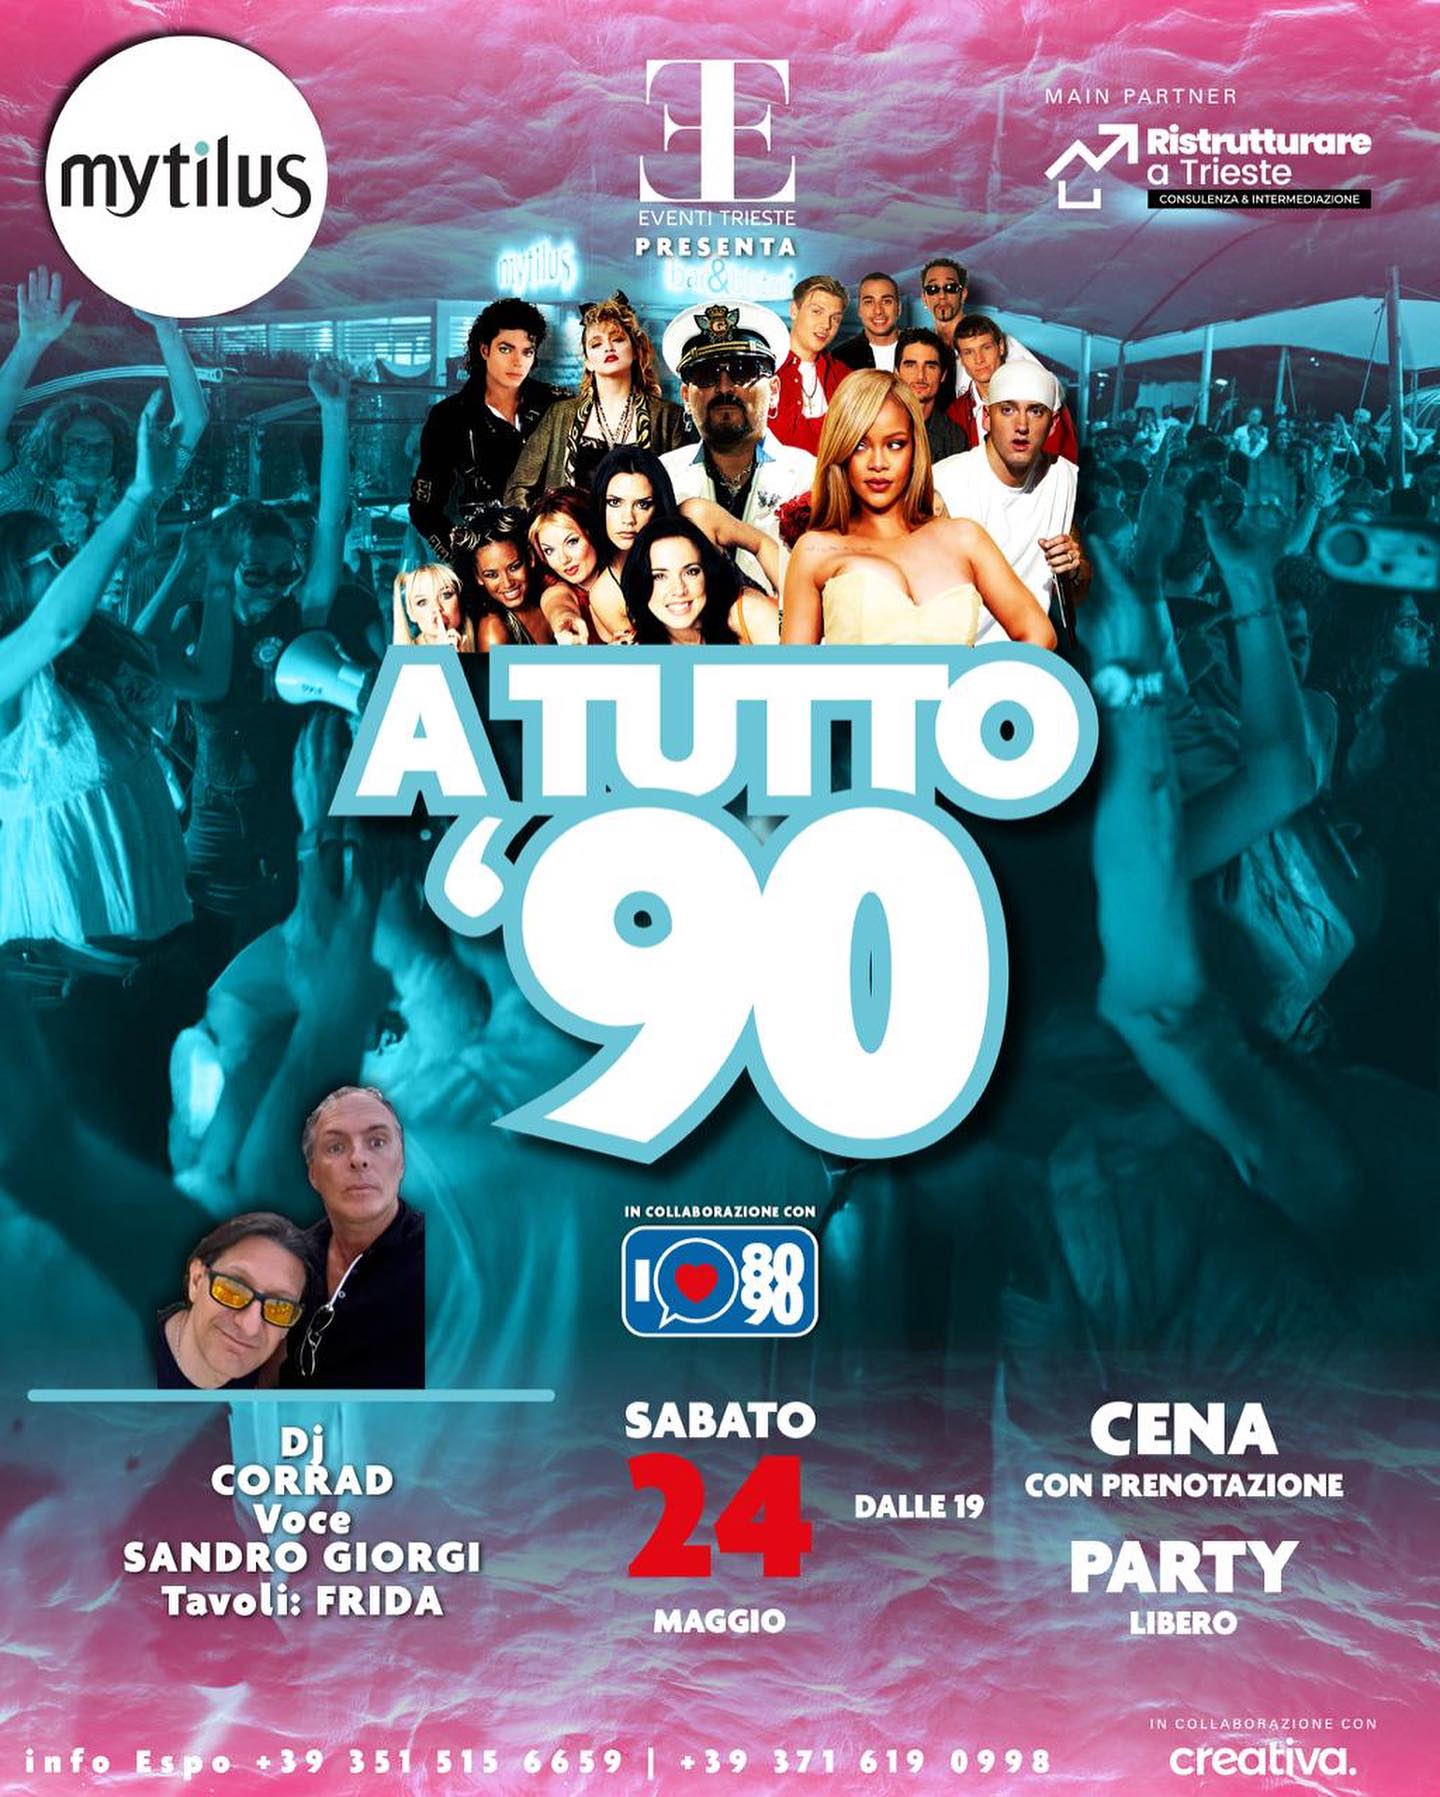 mytilus
EVENTI TRIESTE
PRESENTA
MAIN PARTNER
Ristrutturare
a Trieste
CONSULENZA & INTERMEDIAZIONE
mytilus
A TUTTO
‘90
IN COLLABORAZIONE CON
I 80
90
Dj
CORRAD
Voce
SANDRO GIORGI
Tavoli: FRIDA
SABATO
24
MAGGIO
DALLE 19
CENA
CON PRENOTAZIONE
PARTY
LIBERO
IN COLLABORAZIONE CON
creativa.
info Espo +39 351 515 6659 | +39 371 619 0998